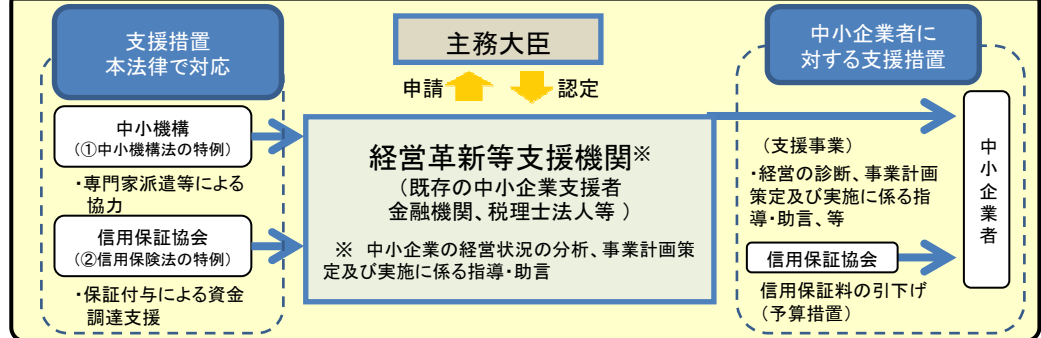 支援措置
本法律で対応
中小機構
(①中小機構法の特例)
・専門家派遣等による
協力
信用保証協会
(②信用保険法の特例)
・保証付与による資金
調達支援
主務大臣
申請
認定
経営革新等支援機関※
(既存の中小企業支援者
金融機関、税理士法人等 )
※ 中小企業の経営状況の分析、事業計画策
定及び実施に係る指導・助言
中小企業者に
対する支援措置
(支援事業)
・経営の診断、事業計画
策定及び実施に係る指
導・助言、等
信用保証協会
信用保証料の引下げ
(予算措置)
中小企業者